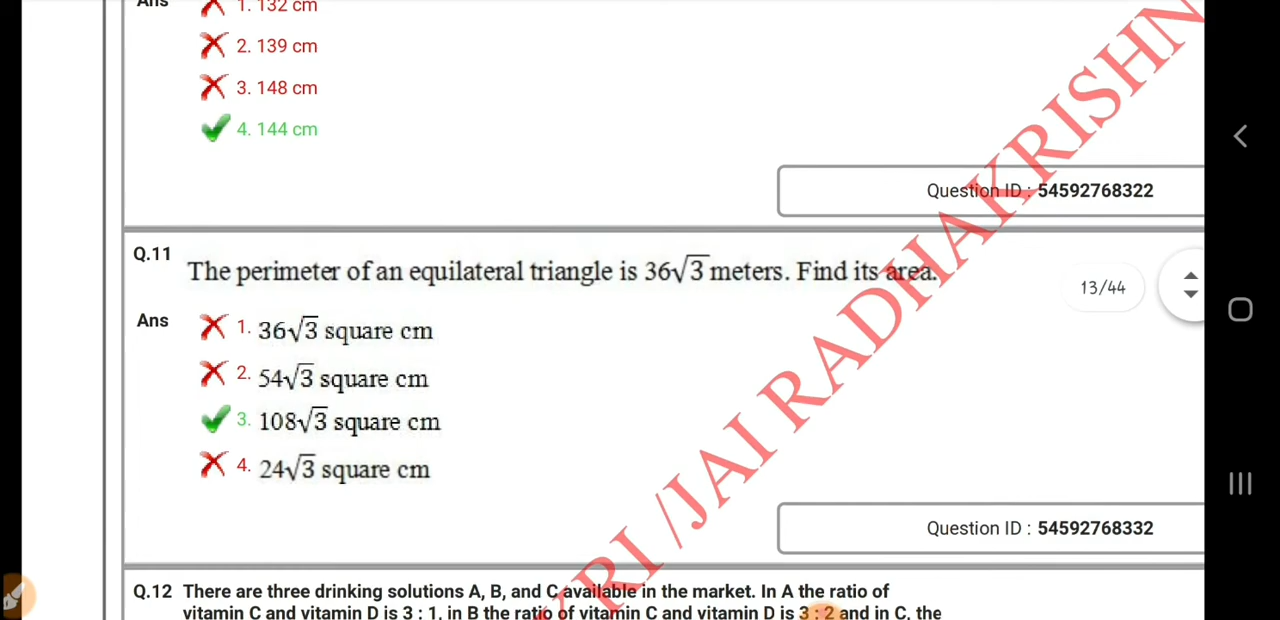 Ans
1. 132 cm
2. 139 cm
3. 148 cm
4. 144 cm
Question ID : 54592768322
Q.11
The perimeter of an equilateral triangle is 36√3 meters. Find its area.
13/44
Ans
1. 36√3 square cm
2. 54√3 square cm
3. 108√3 square cm
4. 24√3 square cm
Question ID : 54592768332
Q.12 There are three drinking solutions A, B, and C available in the market. In A the ratio of
vitamin C and vitamin D is 3 : 1, in B the ratio of vitamin C and vitamin D is 3 : 2 and in C, the
RI /JAI RADHAKRISHN